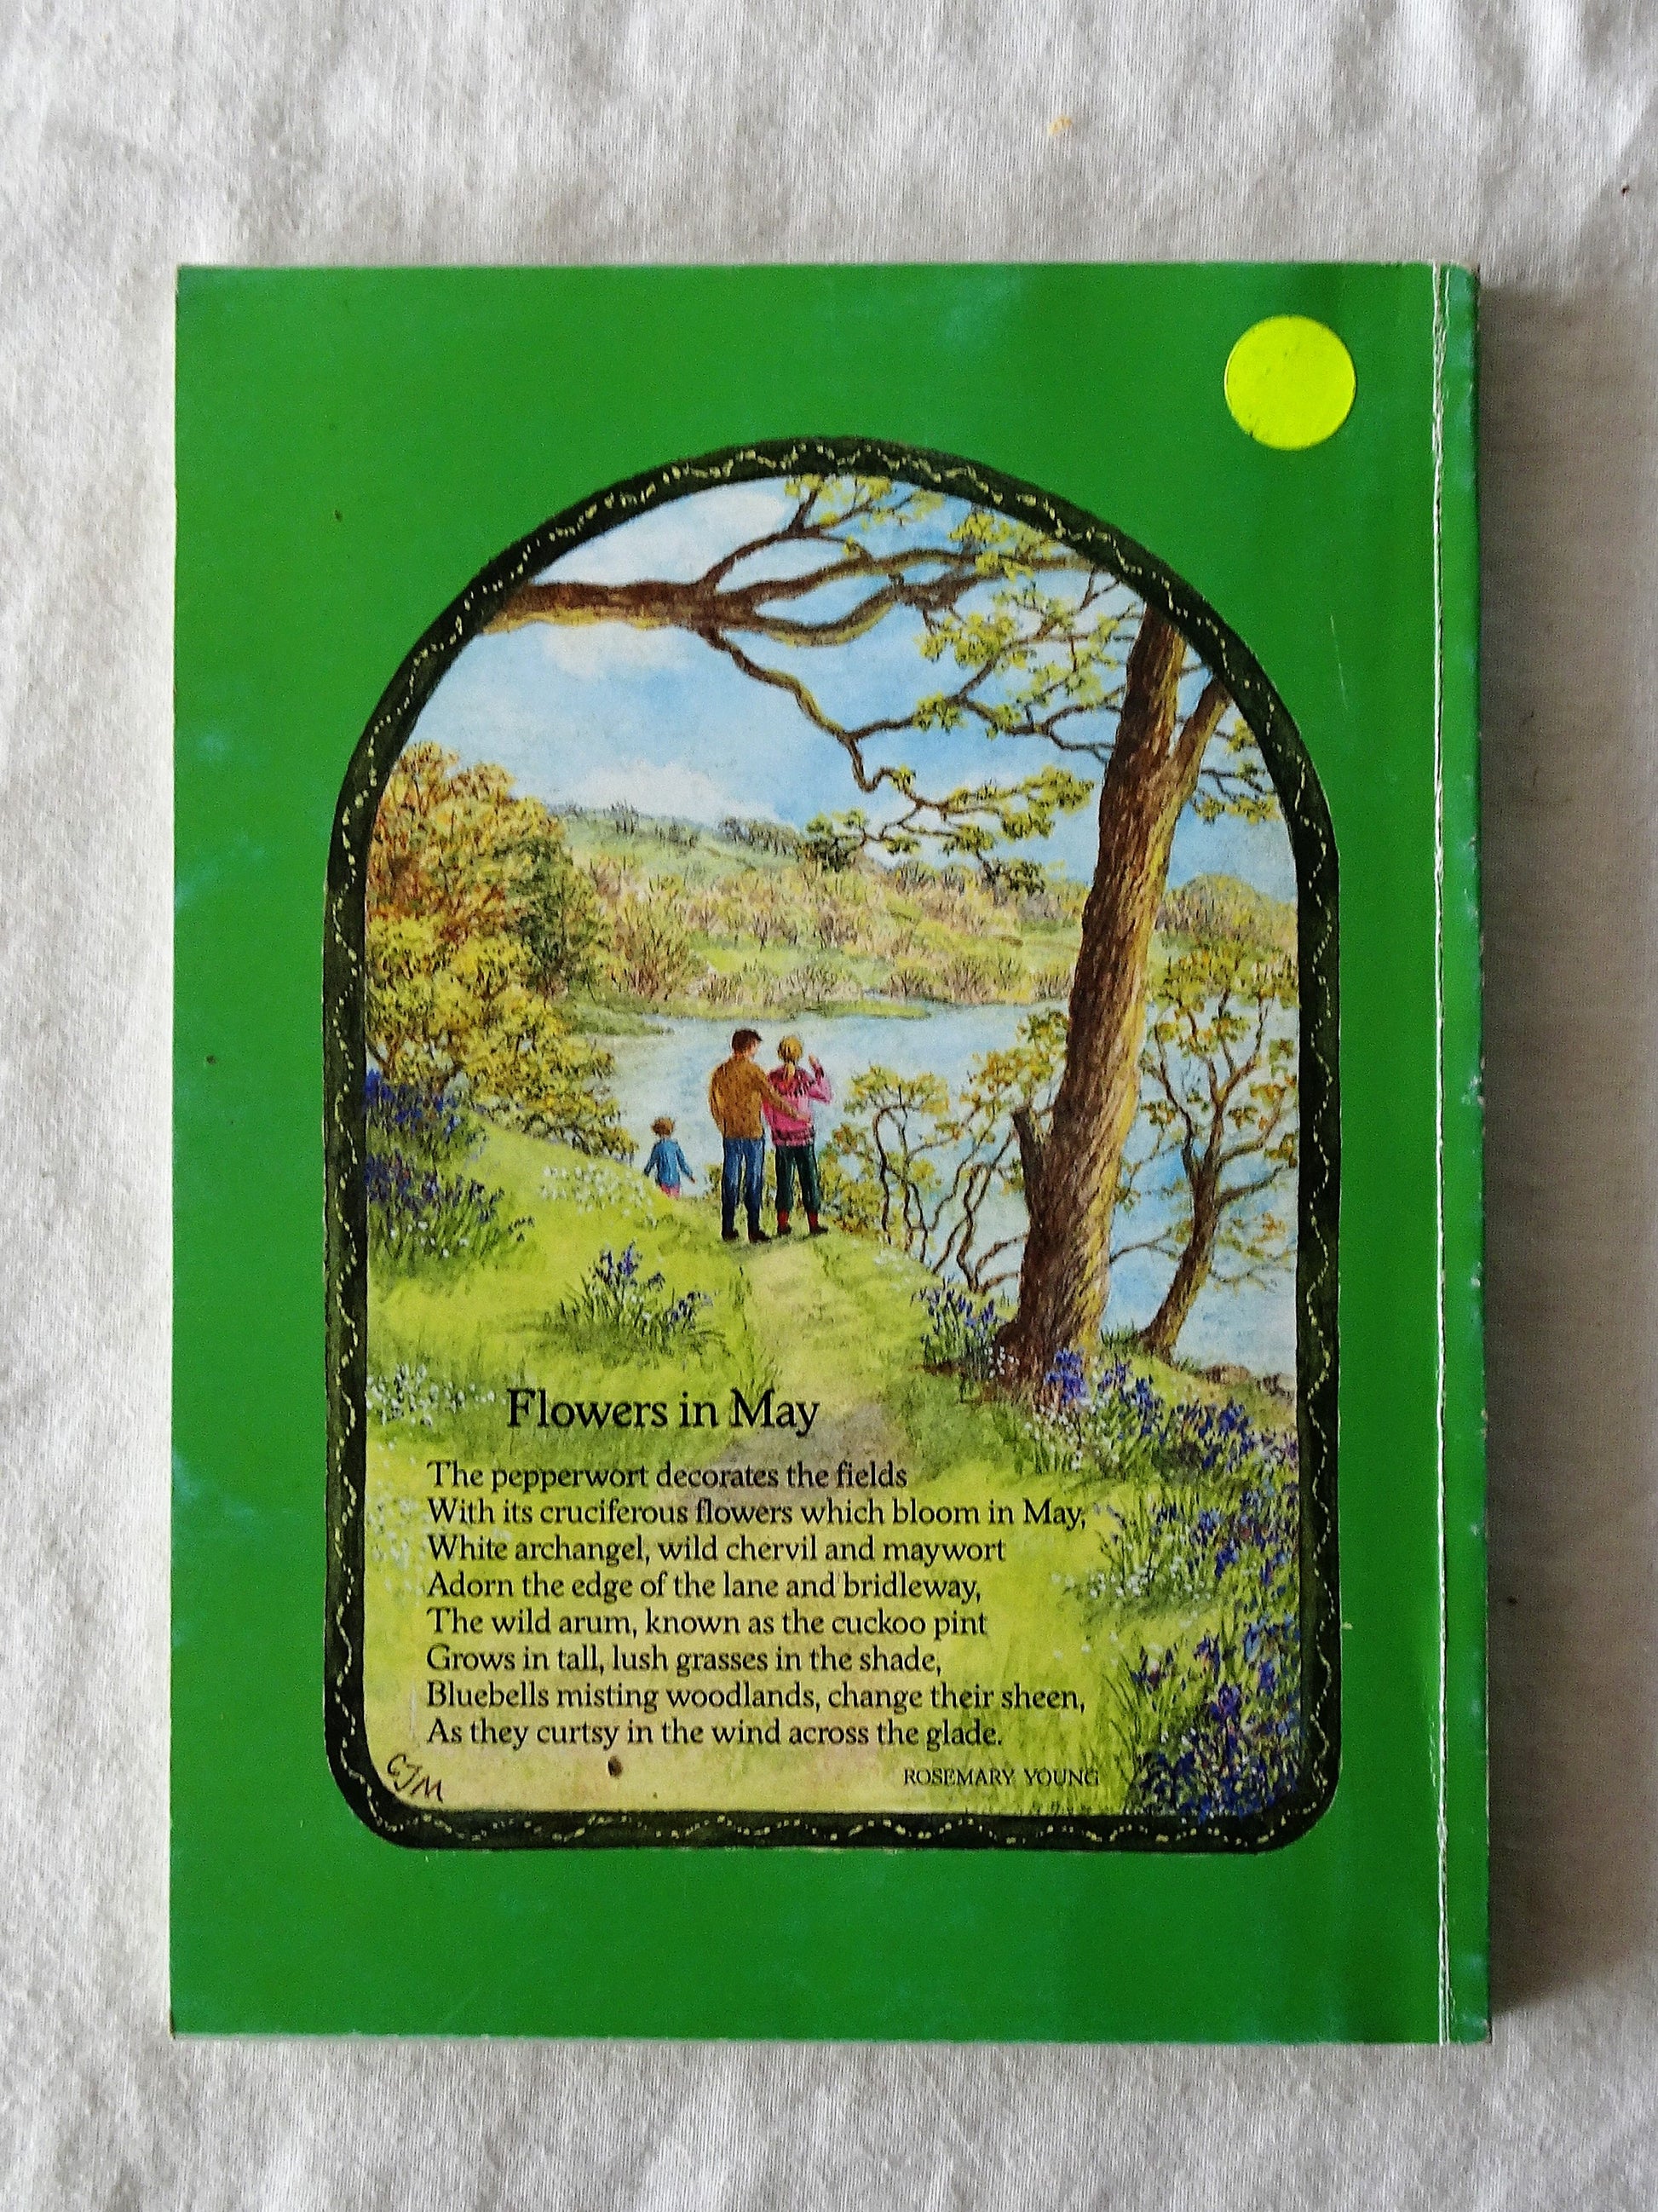 Flowers in May
The pepperwort decorates the fields
With its cruciferous flowers which bloom in May,
White archangel, wild chervil and maywort
Adorn the edge of the lane and bridleway,
The wild arum, known as the cuckoo pint
Grows in tall, lush grasses in the shade,
Bluebells misting woodlands, change their sheen,
As they curtsy in the wind across the glade.
ROSEMARY YOUNG
CJM